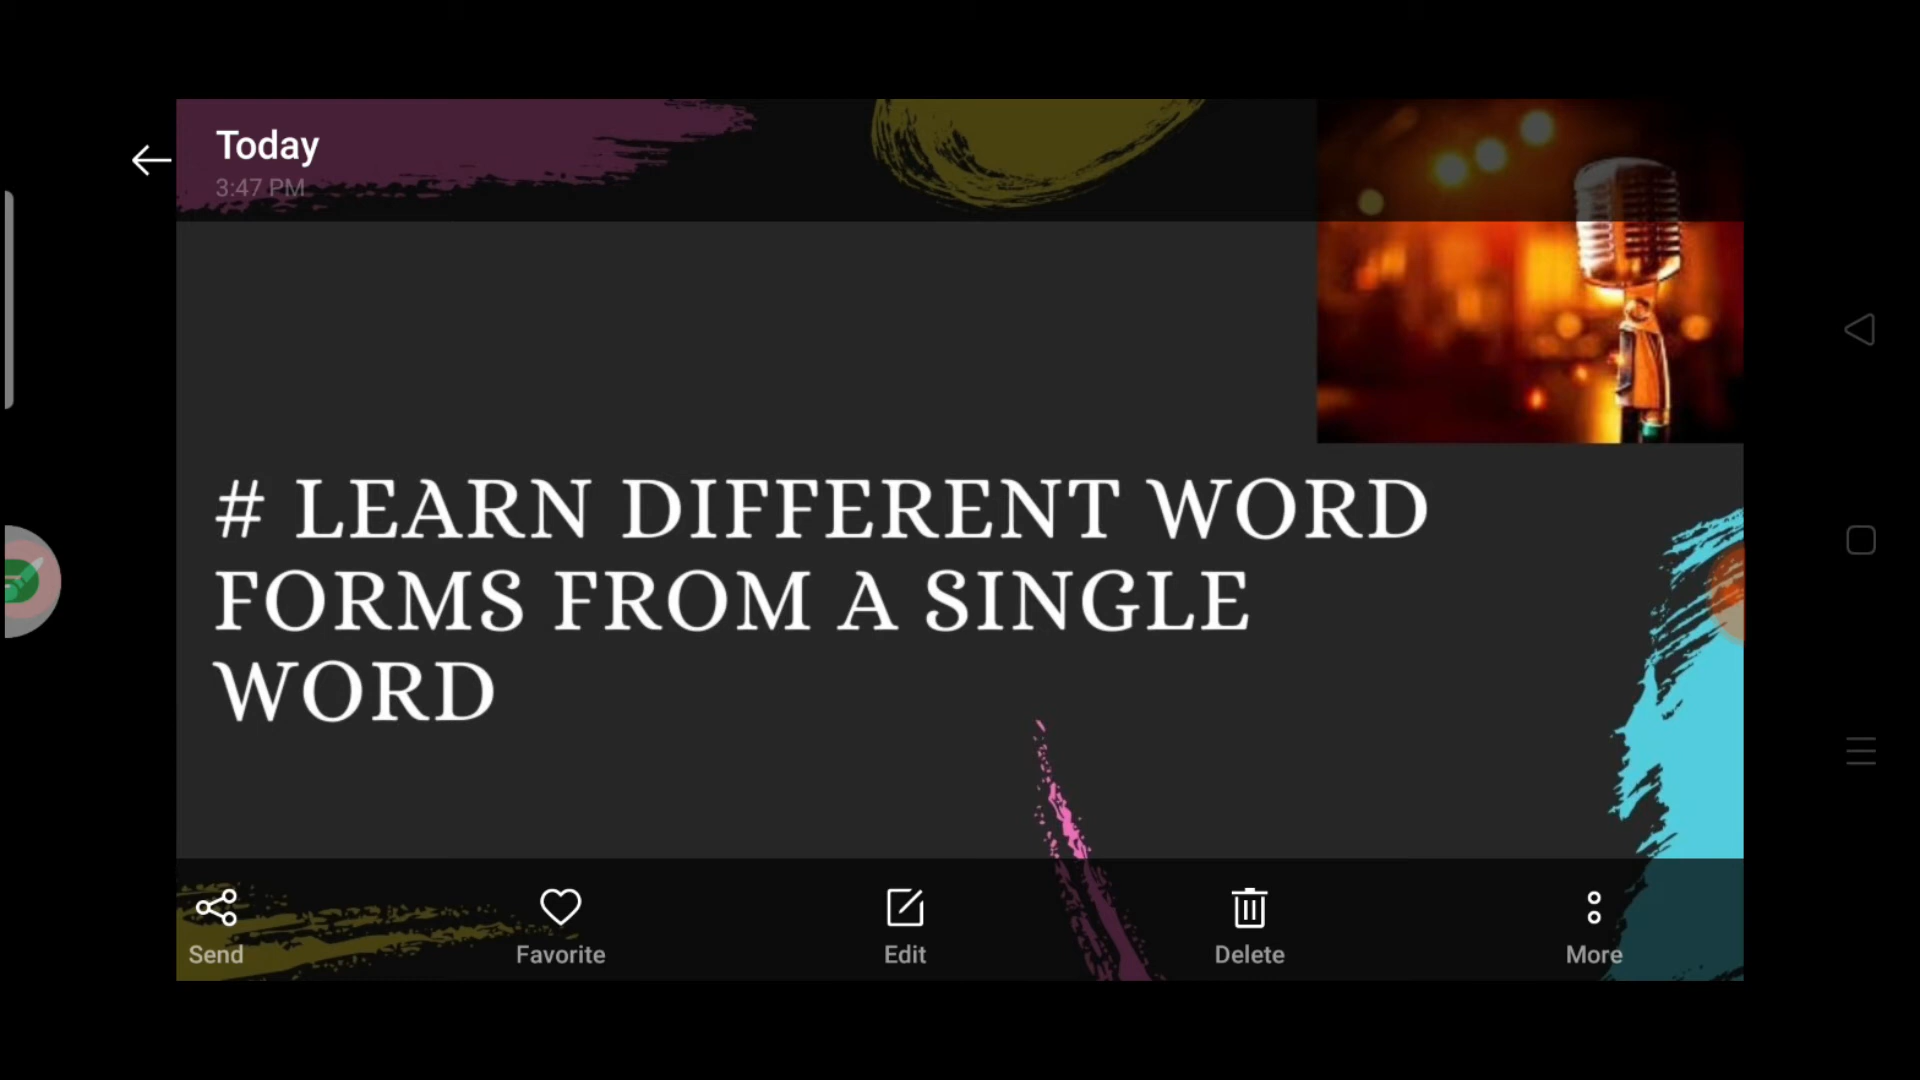 Today
3:47 PM
# LEARN DIFFERENT WORD
FORMS FROM A SINGLE
WORD
Send
Favorite
Edit
Delete
More